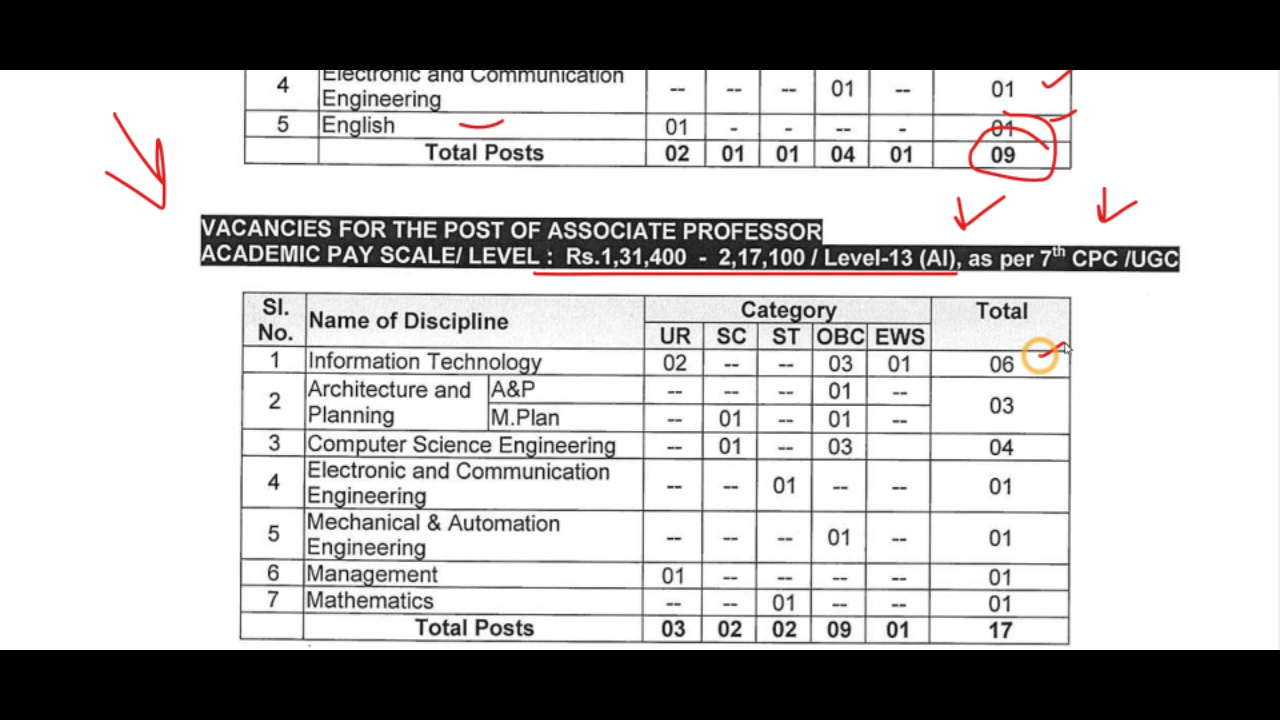 4 Electronic and Communication Engineering -- -- -- 01 -- 01
5 English 01 - - -- - 01
Total Posts 02 01 01 04 01 09
VACANCIES FOR THE POST OF ASSOCIATE PROFESSOR
ACADEMIC PAY SCALE/ LEVEL : Rs.1,31,400 - 2,17,100 / Level-13 (AI), as per 7th CPC /UGC
Sl. No. Name of Discipline Category Total
UR SC ST OBC EWS
1 Information Technology 02 -- -- 03 01 06
2 Architecture and Planning A&P -- -- -- 01 -- 03
M.Plan -- 01 -- 01 --
3 Computer Science Engineering -- 01 -- 03 04
4 Electronic and Communication Engineering -- -- 01 -- -- 01
5 Mechanical & Automation Engineering -- -- -- 01 -- 01
6 Management 01 -- -- -- -- 01
7 Mathematics -- -- 01 -- -- 01
Total Posts 03 02 02 09 01 17